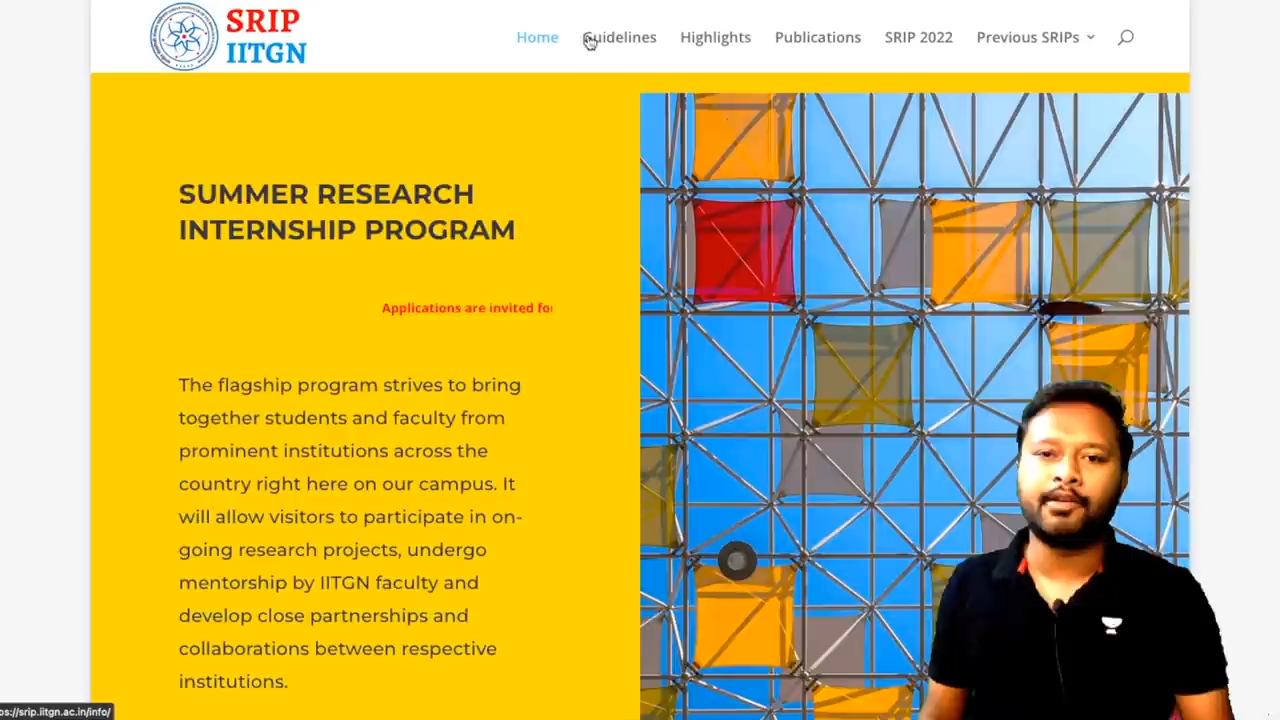 SRIP
IITGN
Home Guidelines Highlights Publications SRIP 2022 Previous SRIPs
SUMMER RESEARCH
INTERNSHIP PROGRAM
Applications are invited for
The flagship program strives to bring
together students and faculty from
prominent institutions across the
country right here on our campus. It
will allow visitors to participate in on-
going research projects, undergo
mentorship by IITGN faculty and
develop close partnerships and
collaborations between respective
institutions.
ps://srip.iitgn.ac.in/info/